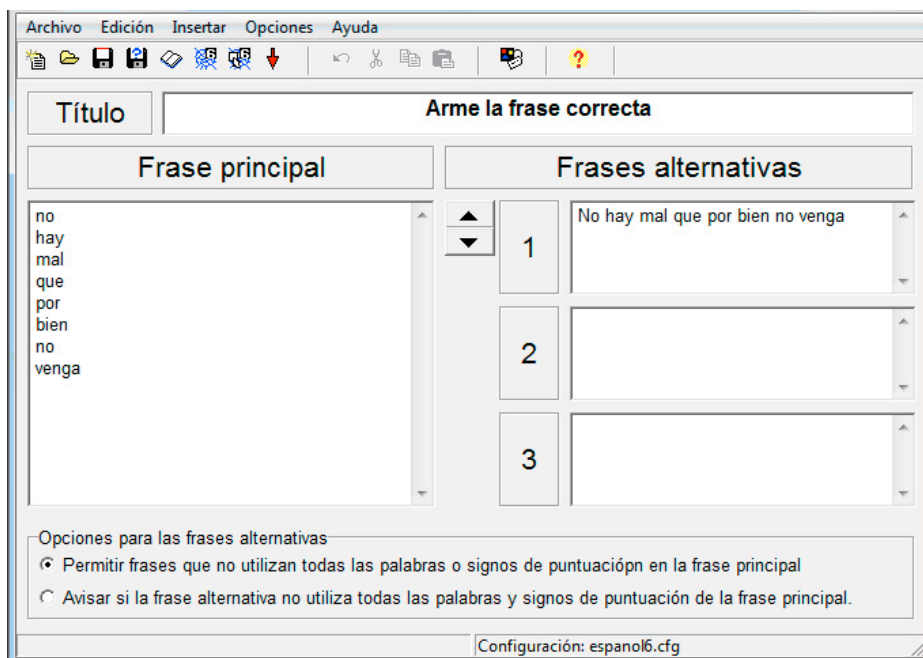 Archivo Edición Insertar Opciones Ayuda
Título
Arme la frase correcta
Frase principal
Frases alternativas
no
hay
mal
que
por
bien
no
venga
1
No hay mal que por bien no venga
2
3
Opciones para las frases alternativas
Permitir frases que no utilizan todas las palabras o signos de puntuaciópn en la frase principal
Avisar si la frase alternativa no utiliza todas las palabras y signos de puntuación de la frase principal.
Configuración: espanol6.cfg